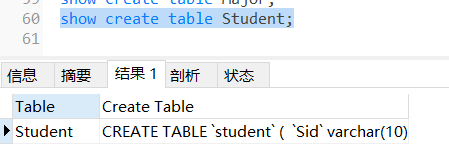 show create table Major;
60 show create table Student;
61
信息 摘要 结果 1 剖析 状态
Table Create Table
Student CREATE TABLE `student` ( `Sid` varchar(10)